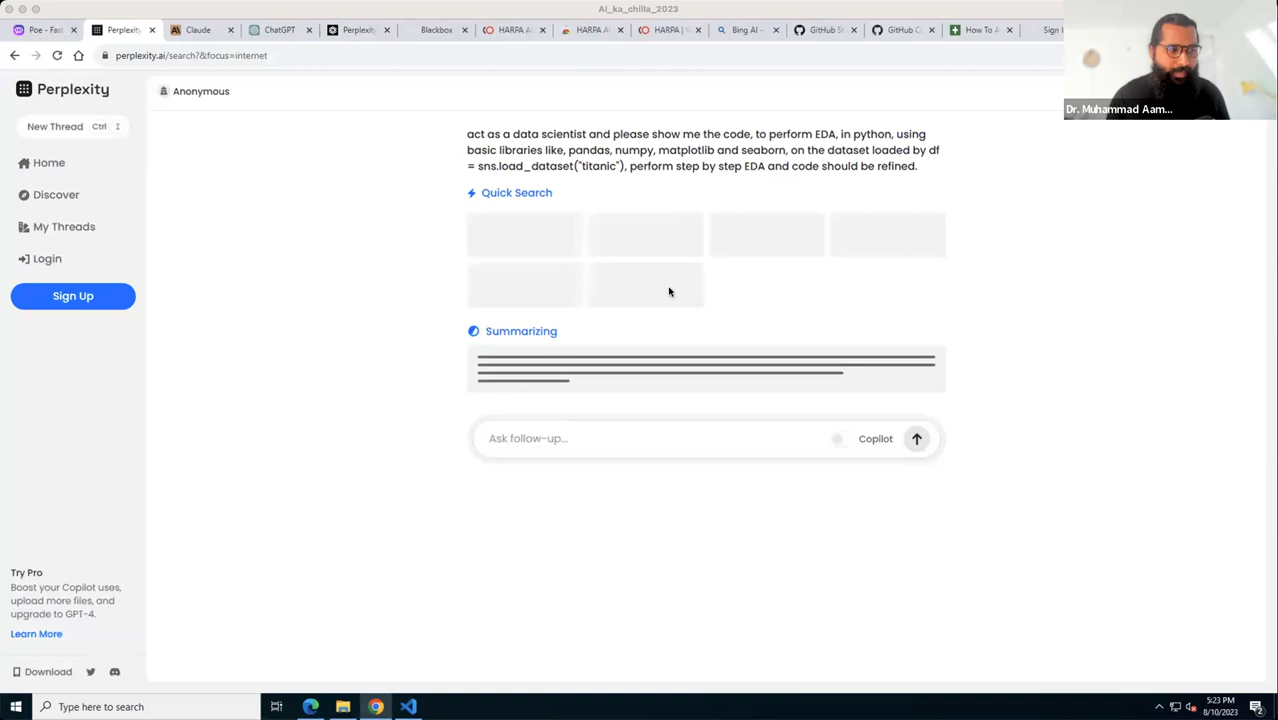 AI_ka_chilla_2023
Poe - Fast
Perplexity
Claude
ChatGPT
Perplexity
Blackbox
HARPA AI
HARPA AI
HARPA |
Bing AI -
GitHub S
GitHub C
How To A
Sign I
perplexity.ai/search?&focus=internet
Dr. Muhammad Aam...
Perplexity
Anonymous
New Thread Ctrl I
Home
Discover
My Threads
Login
Sign Up
act as a data scientist and please show me the code, to perform EDA, in python, using
basic libraries like, pandas, numpy, matplotlib and seaborn, on the dataset loaded by df
= sns.load_dataset("titanic"), perform step by step EDA and code should be refined.
Quick Search
Summarizing
Ask follow-up...
Copilot
Try Pro
Boost your Copilot uses,
upload more files, and
upgrade to GPT-4.
Learn More
Download
Type here to search
5:23 PM
8/10/2023
2